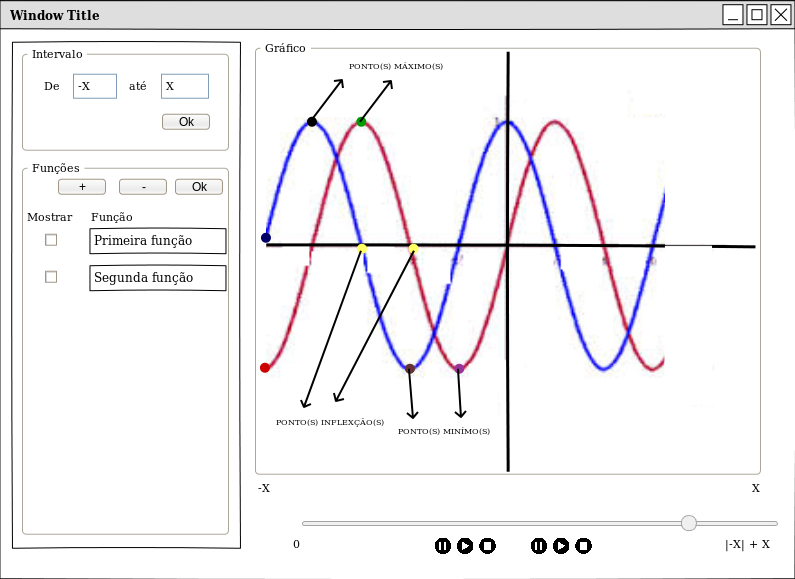 Window Title
Intervalo
De -X até X
Ok
Funções
+ - Ok
Mostrar Função
Primeira função
Segunda função
Gráfico
PONTO(S) MÁXIMO(S)
PONTO(S) INFLEXÇÃO(S)
PONTO(S) MINÍMO(S)
-X X
0 |-X| + X